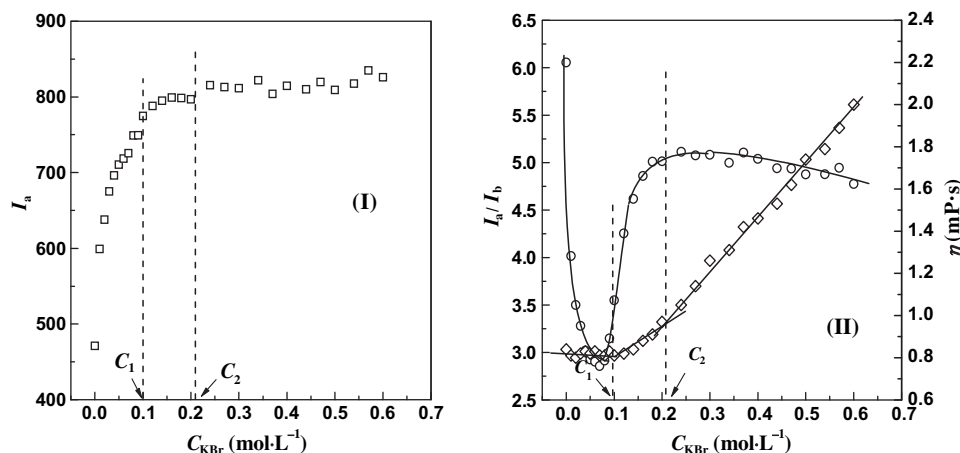 900
800
700
600
500
400
I_a
(I)
C_1
C_2
0.0 0.1 0.2 0.3 0.4 0.5 0.6 0.7
C_KBr (mol·L⁻¹)
6.5
6.0
5.5
5.0
4.5
4.0
3.5
3.0
2.5
I_a / I_b
2.2
2.0
1.8
1.6
1.4
1.2
1.0
0.8
0.6
η (mP·s)
(II)
C_1
C_2
0.0 0.1 0.2 0.3 0.4 0.5 0.6 0.7
C_KBr (mol·L⁻¹)